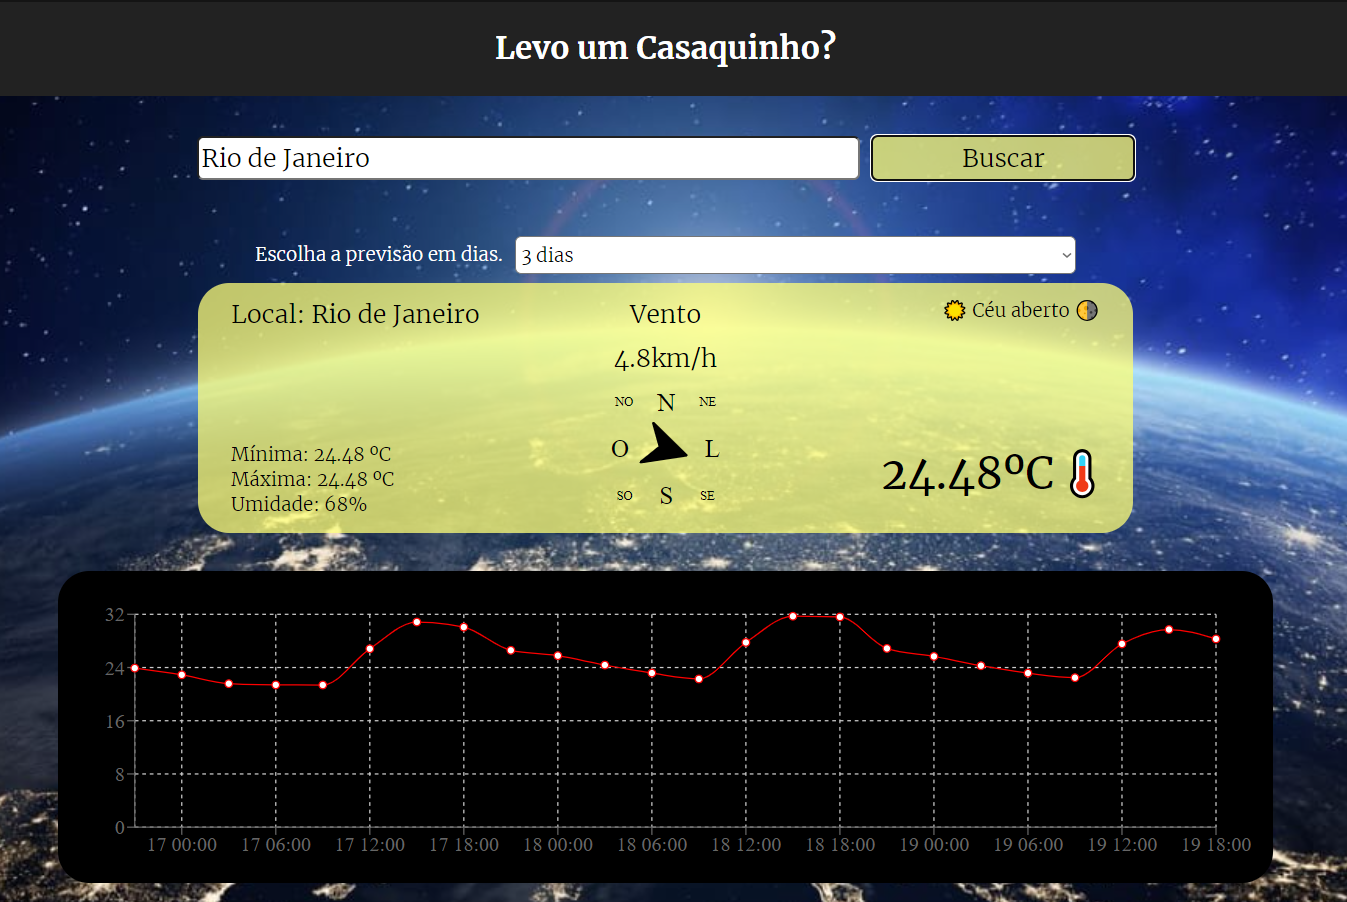 Levo um Casaquinho?
Rio de Janeiro
Buscar
Escolha a previsão em dias.
3 dias
Local: Rio de Janeiro
Vento
Céu aberto
4.8km/h
NO N NE
O L
SO S SE
Mínima: 24.48 ºC
Máxima: 24.48 ºC
Umidade: 68%
24.48ºC
32
24
16
8
0
17 00:00 17 06:00 17 12:00 17 18:00 18 00:00 18 06:00 18 12:00 18 18:00 19 00:00 19 06:00 19 12:00 19 18:00